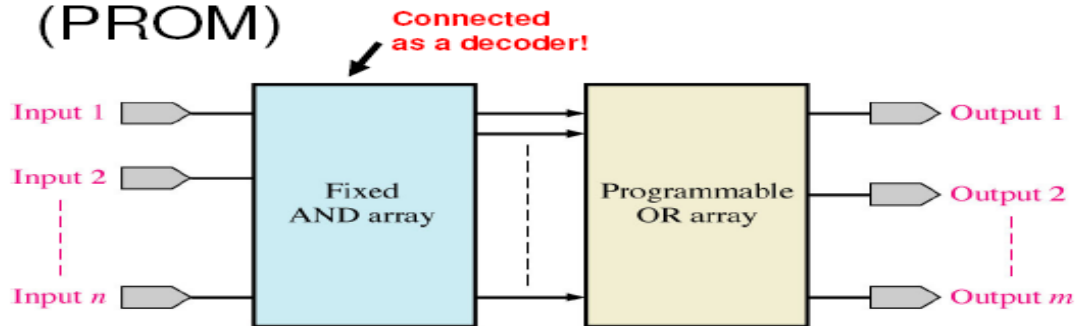 (PROM)
Connected
as a decoder!
Input 1
Input 2
Input n
Fixed
AND array
Programmable
OR array
Output 1
Output 2
Output m